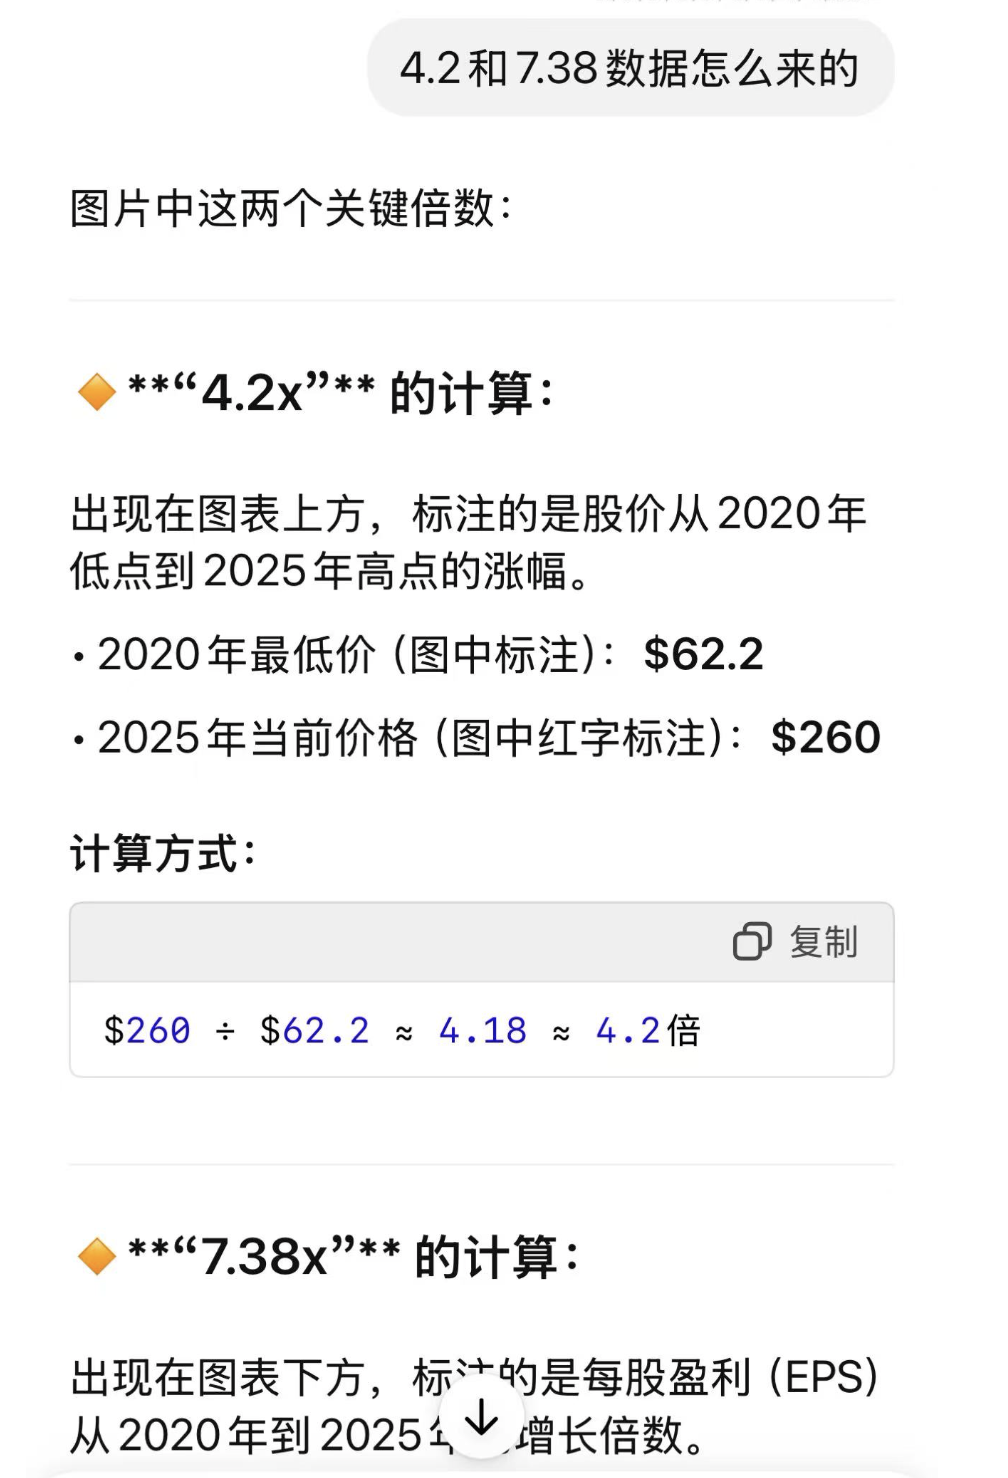 4.2和7.38数据怎么来的
图片中这两个关键倍数：
**“4.2x”** 的计算：
出现在图表上方，标注的是股价从2020年
低点到2025年高点的涨幅。
• 2020年最低价（图中标注）：$62.2
• 2025年当前价格（图中红字标注）：$260
计算方式：
复制
$260 ÷ $62.2 ≈ 4.18 ≈ 4.2倍
**“7.38x”** 的计算：
出现在图表下方，标注的是每股盈利（EPS）
从2020年到2025年 增长倍数。